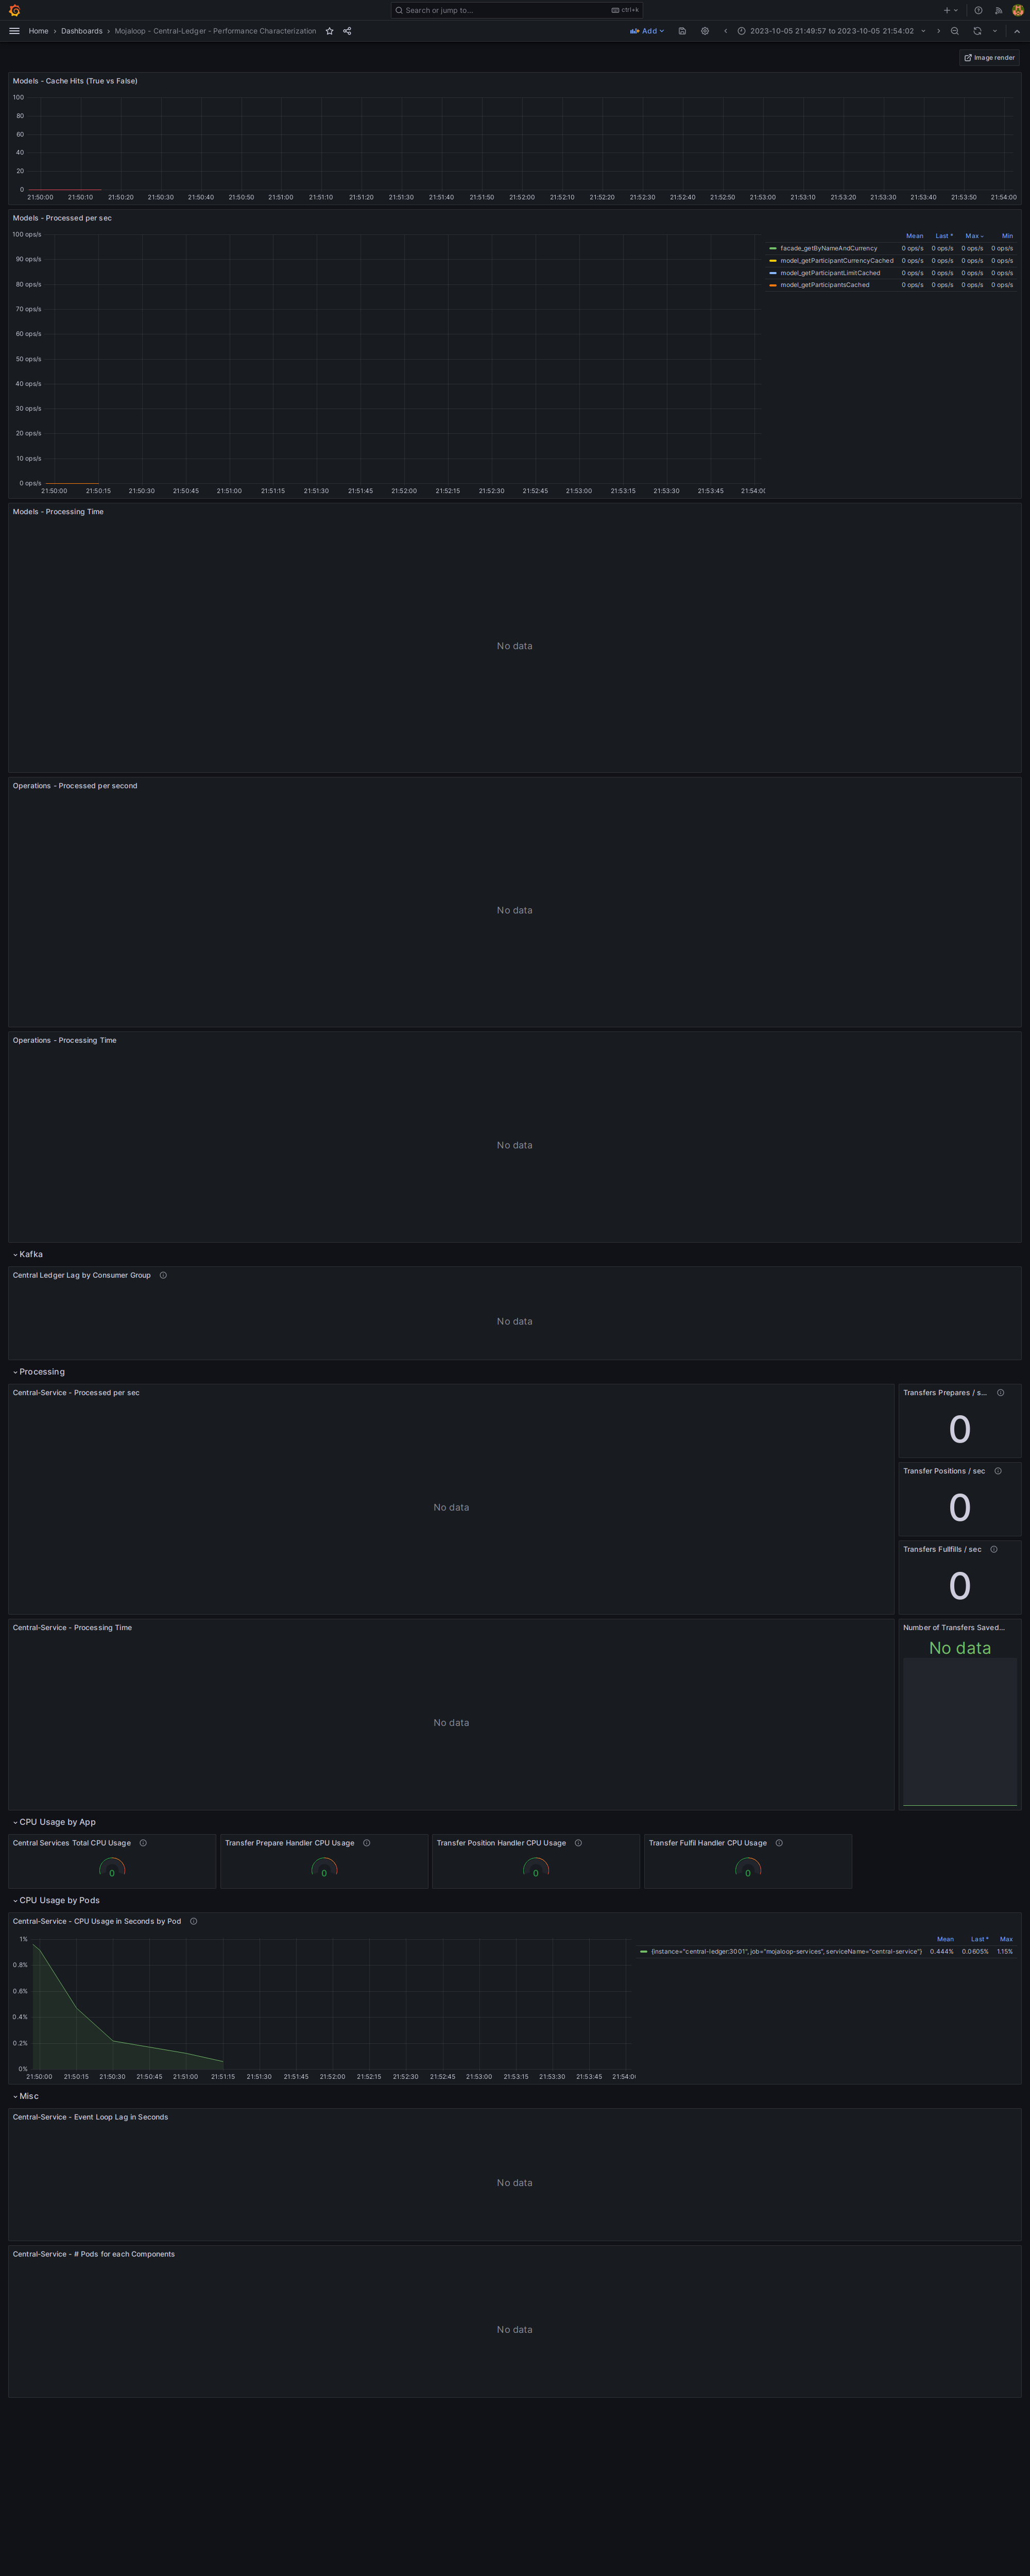 Search or jump to... ctrl+k
Home › Dashboards › Mojaloop - Central-Ledger - Performance Characterization
Add
2023-10-05 21:49:57 to 2023-10-05 21:54:02
Image render
Models - Cache Hits (True vs False)
100
80
60
40
20
0
21:50:00 21:50:10 21:50:20 21:50:30 21:50:40 21:50:50 21:51:00 21:51:10 21:51:20 21:51:30 21:51:40 21:51:50 21:52:00 21:52:10 21:52:20 21:52:30 21:52:40 21:52:50 21:53:00 21:53:10 21:53:20 21:53:30 21:53:40 21:53:50 21:54:00
Models - Processed per sec
100 ops/s
90 ops/s
80 ops/s
70 ops/s
60 ops/s
50 ops/s
40 ops/s
30 ops/s
20 ops/s
10 ops/s
0 ops/s
21:50:00 21:50:15 21:50:30 21:50:45 21:51:00 21:51:15 21:51:30 21:51:45 21:52:00 21:52:15 21:52:30 21:52:45 21:53:00 21:53:15 21:53:30 21:53:45 21:54:00
Mean Last * Max Min
facade_getByNameAndCurrency 0 ops/s 0 ops/s 0 ops/s 0 ops/s
model_getParticipantCurrencyCached 0 ops/s 0 ops/s 0 ops/s 0 ops/s
model_getParticipantLimitCached 0 ops/s 0 ops/s 0 ops/s 0 ops/s
model_getParticipantsCached 0 ops/s 0 ops/s 0 ops/s 0 ops/s
Models - Processing Time
No data
Operations - Processed per second
No data
Operations - Processing Time
No data
Kafka
Central Ledger Lag by Consumer Group
No data
Processing
Central-Service - Processed per sec
No data
Transfers Prepares / s...
0
Transfer Positions / sec
0
Transfers Fullfills / sec
0
Central-Service - Processing Time
No data
Number of Transfers Saved...
No data
CPU Usage by App
Central Services Total CPU Usage
0
Transfer Prepare Handler CPU Usage
0
Transfer Position Handler CPU Usage
0
Transfer Fulfil Handler CPU Usage
0
CPU Usage by Pods
Central-Service - CPU Usage in Seconds by Pod
1%
0.8%
0.6%
0.4%
0.2%
0%
21:50:00 21:50:15 21:50:30 21:50:45 21:51:00 21:51:15 21:51:30 21:51:45 21:52:00 21:52:15 21:52:30 21:52:45 21:53:00 21:53:15 21:53:30 21:53:45 21:54:00
Mean Last * Max
{instance="central-ledger:3001", job="mojaloop-services", serviceName="central-service"} 0.444% 0.0605% 1.15%
Misc
Central-Service - Event Loop Lag in Seconds
No data
Central-Service - # Pods for each Components
No data